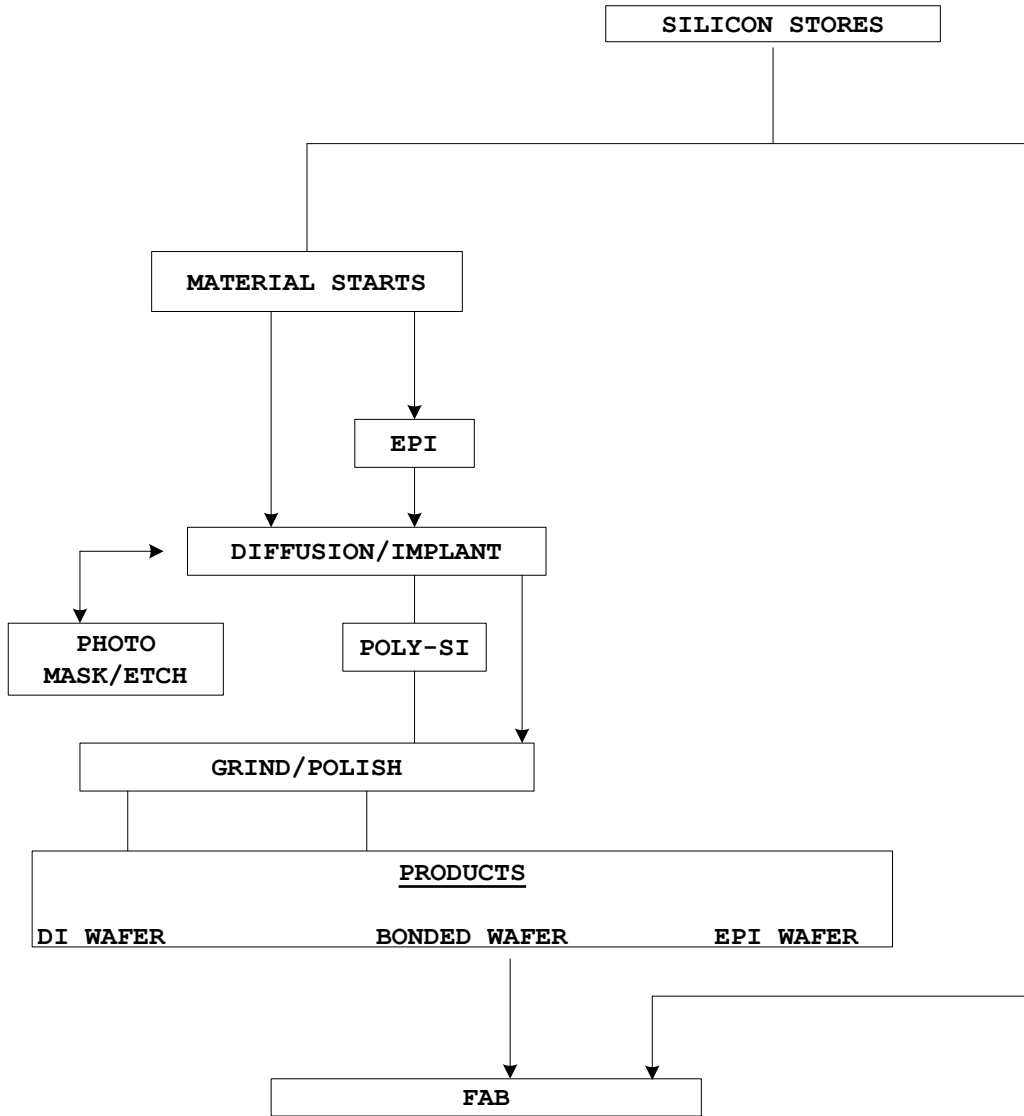 SILICON STORES
MATERIAL STARTS
EPI
DIFFUSION/IMPLANT
PHOTO
MASK/ETCH
POLY-SI
GRIND/POLISH
PRODUCTS
DI WAFER BONDED WAFER EPI WAFER
FAB